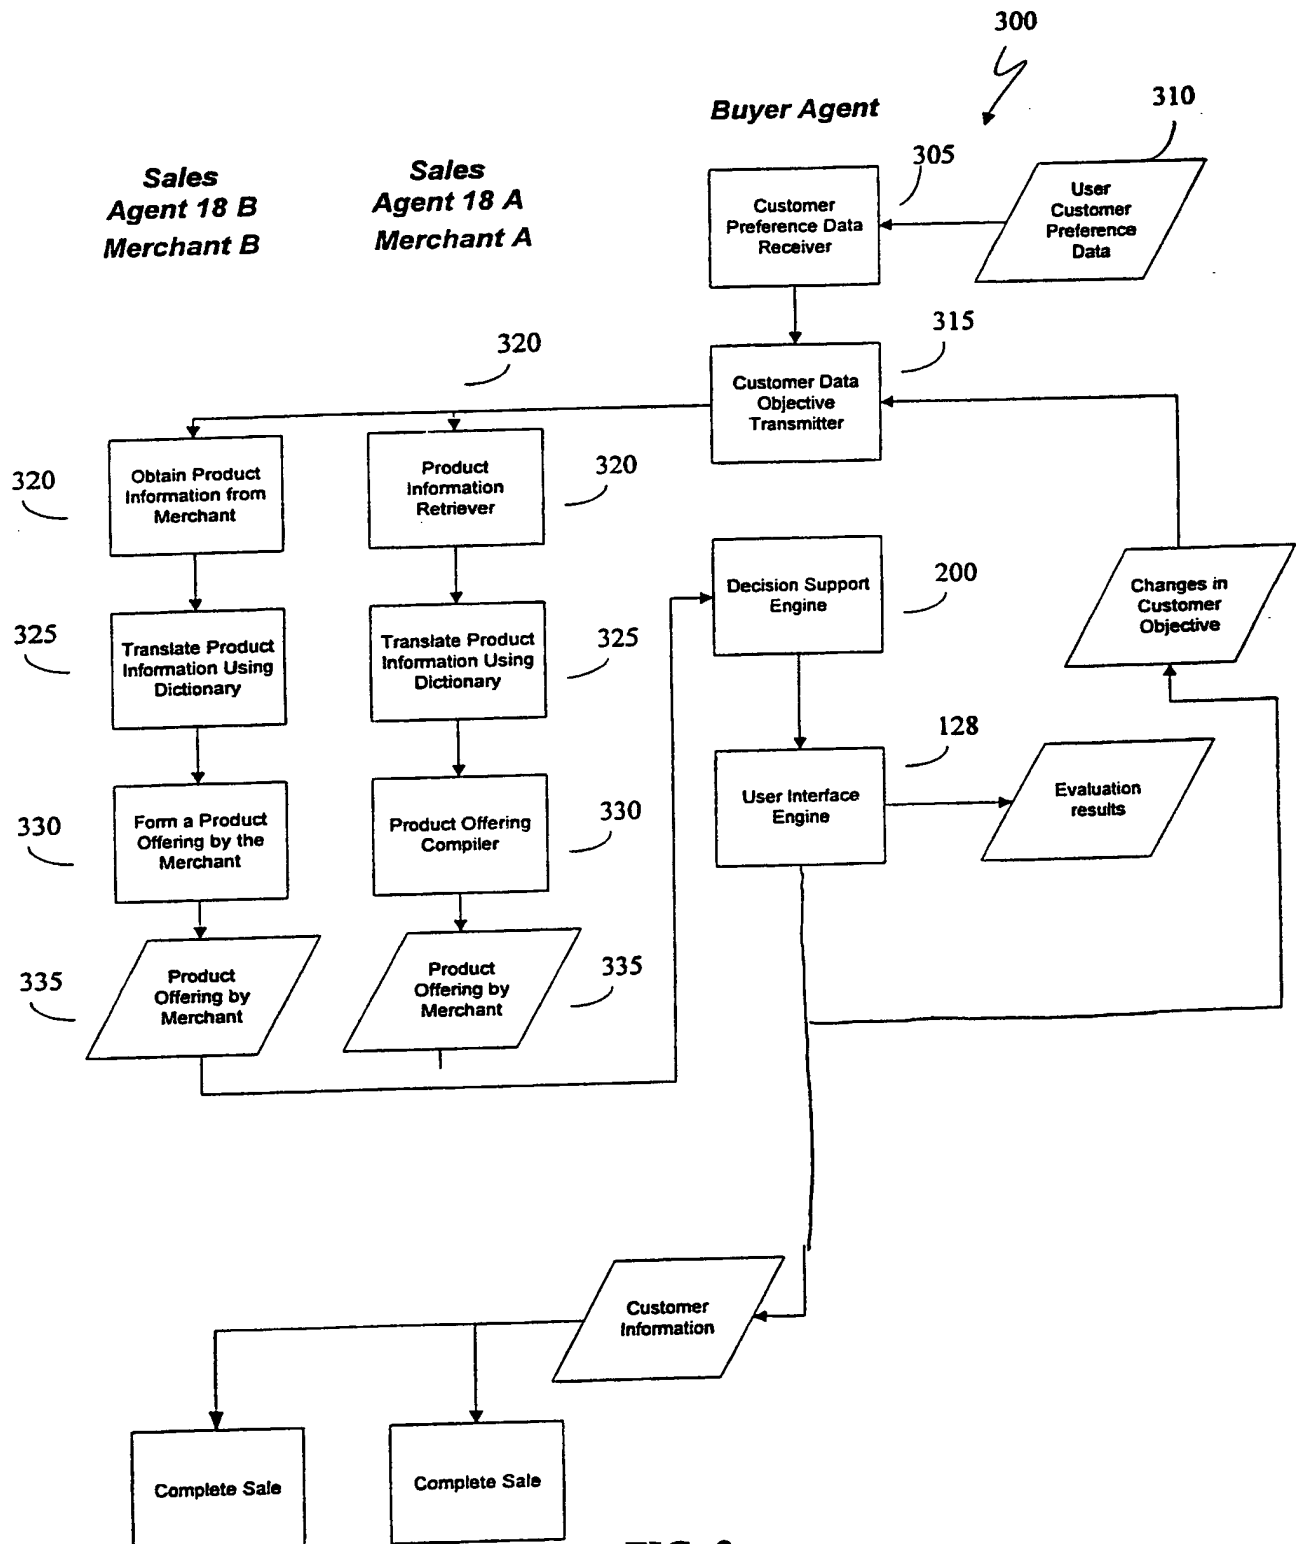 300
Buyer Agent
310
305
Sales
Agent 18 B
Merchant B
Sales
Agent 18 A
Merchant A
Customer
Preference Data
Receiver
User
Customer
Preference
Data
315
320
Customer Data
Objective
Transmitter
320
Obtain Product
Information from
Merchant
Product
Information
Retriever
320
Decision Support
Engine
200
Changes in
Customer
Objective
325
Translate Product
Information Using
Dictionary
Translate Product
Information Using
Dictionary
325
128
User Interface
Engine
Evaluation
results
330
Form a Product
Offering by the
Merchant
Product Offering
Compiler
330
335
Product
Offering by
Merchant
Product
Offering by
Merchant
335
Customer
Information
Complete Sale
Complete Sale